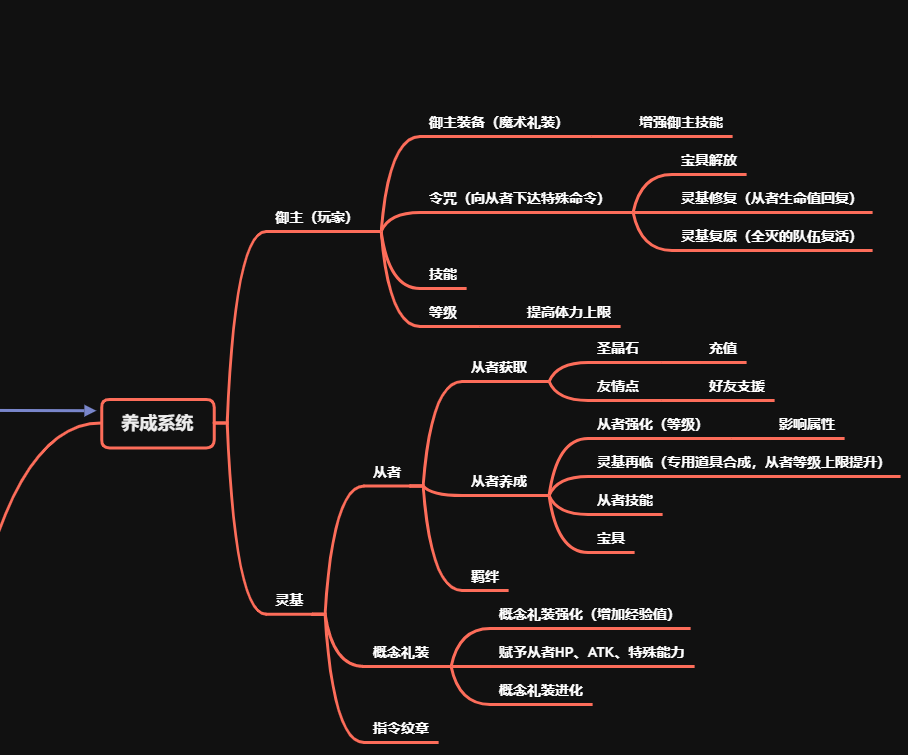 养成系统
御主（玩家）
御主装备（魔术礼装）
增强御主技能
令咒（向从者下达特殊命令）
宝具解放
灵基修复（从者生命值回复）
灵基复原（全灭的队伍复活）
技能
等级
提高体力上限
灵基
从者
从者获取
圣晶石
充值
友情点
好友支援
从者养成
从者强化（等级）
影响属性
灵基再临（专用道具合成，从者等级上限提升）
从者技能
宝具
羁绊
概念礼装
概念礼装强化（增加经验值）
赋予从者HP、ATK、特殊能力
概念礼装进化
指令纹章